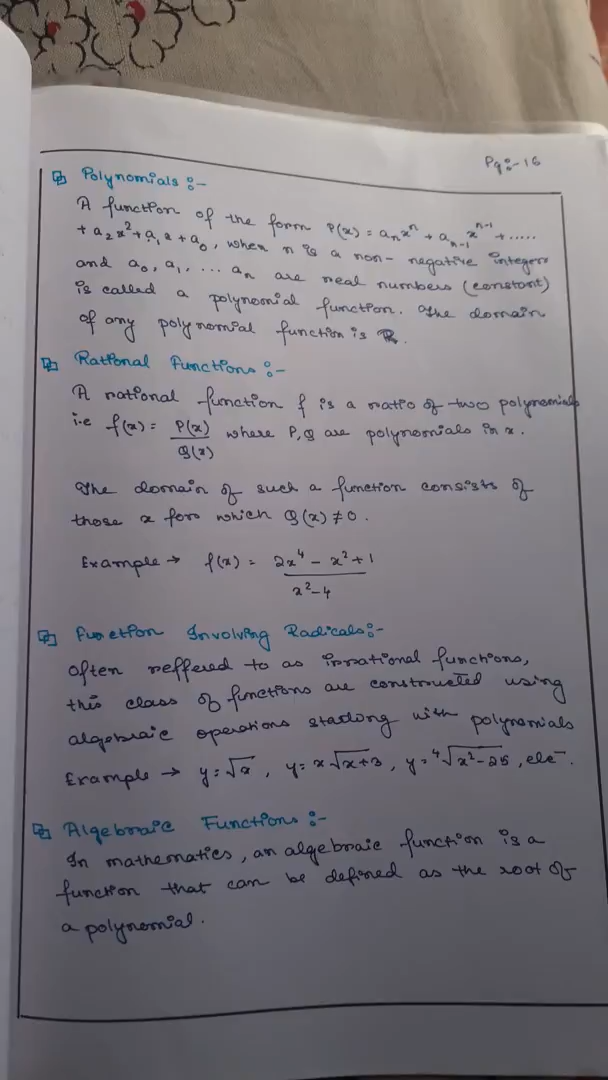 Pg:-16
Polynomials :-
A function of the form P(x) = aₙxⁿ + aₙ₋₁ xⁿ⁻¹ + .....
+ a₂x² + a₁x + a₀, when n is a non-negative integer
and a₀, a₁, ... aₙ are real numbers (constant)
is called a polynomial function. The domain
of any polynomial function is ℝ.
Rational Functions :-
A rational function f is a ratio of two polynomials
i.e f(x) = P(x)/Q(x) where P, Q are polynomials in x.
The domain of such a function consists of
those x for which Q(x) ≠ 0.
Example → f(x) = 2x⁴ - x² + 1
x² - 4
Function Involving Radicals :-
Often reffered to as irrational functions,
this class of functions are constructed using
algebraic operations starting with polynomials
Example → y = √x, y = x√x+3, y = ⁴√x²-25, etc.
Algebraic Functions :-
In mathematics, an algebraic function is a
function that can be defined as the root of
a polynomial.